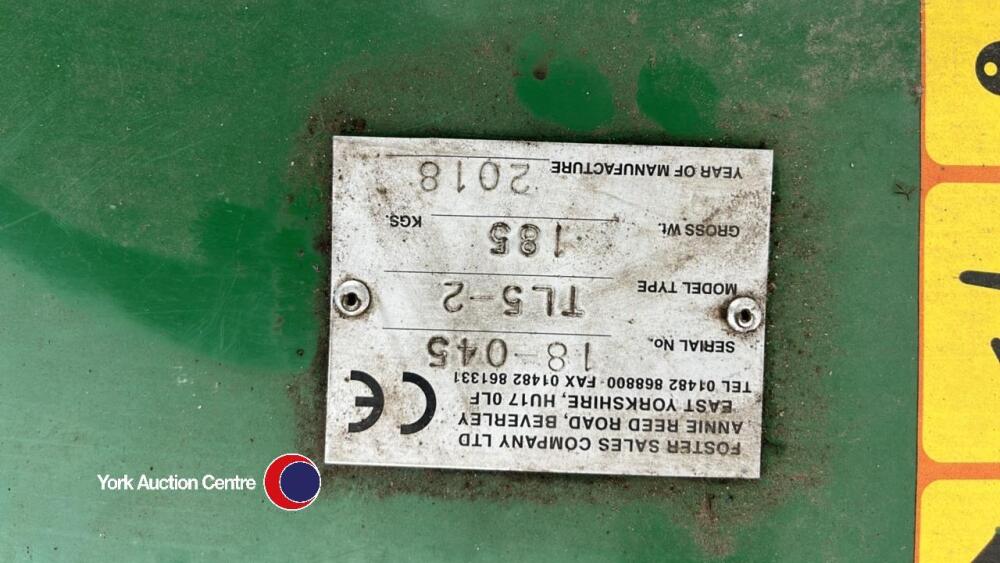 FOSTER SALES COMPANY LTD
ANNIE REED ROAD, BEVERLEY
EAST YORKSHIRE, HU17 0LF
TEL 01482 868800 FAX 01482 861331
CE
SERIAL No. 18-045
MODEL TYPE TL5-2
GROSS Wt. 185 KGS.
YEAR OF MANUFACTURE 2018
York Auction Centre